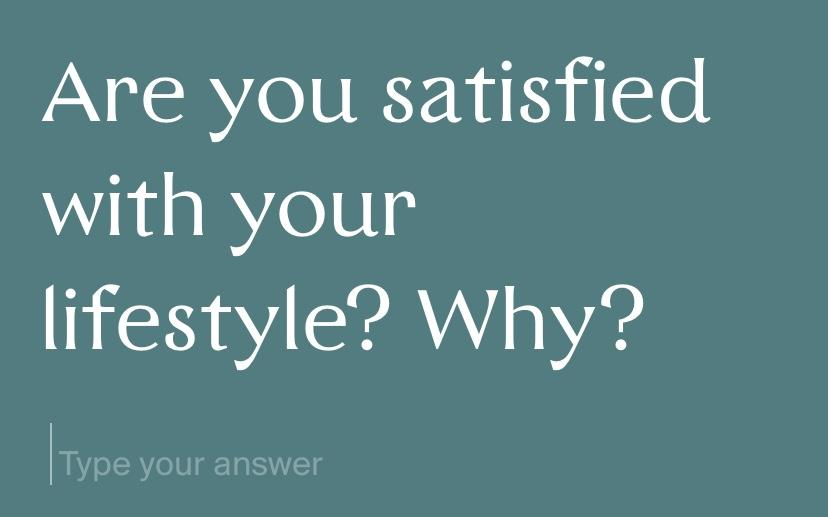 Are you satisfied
with your
lifestyle? Why?
Type your answer